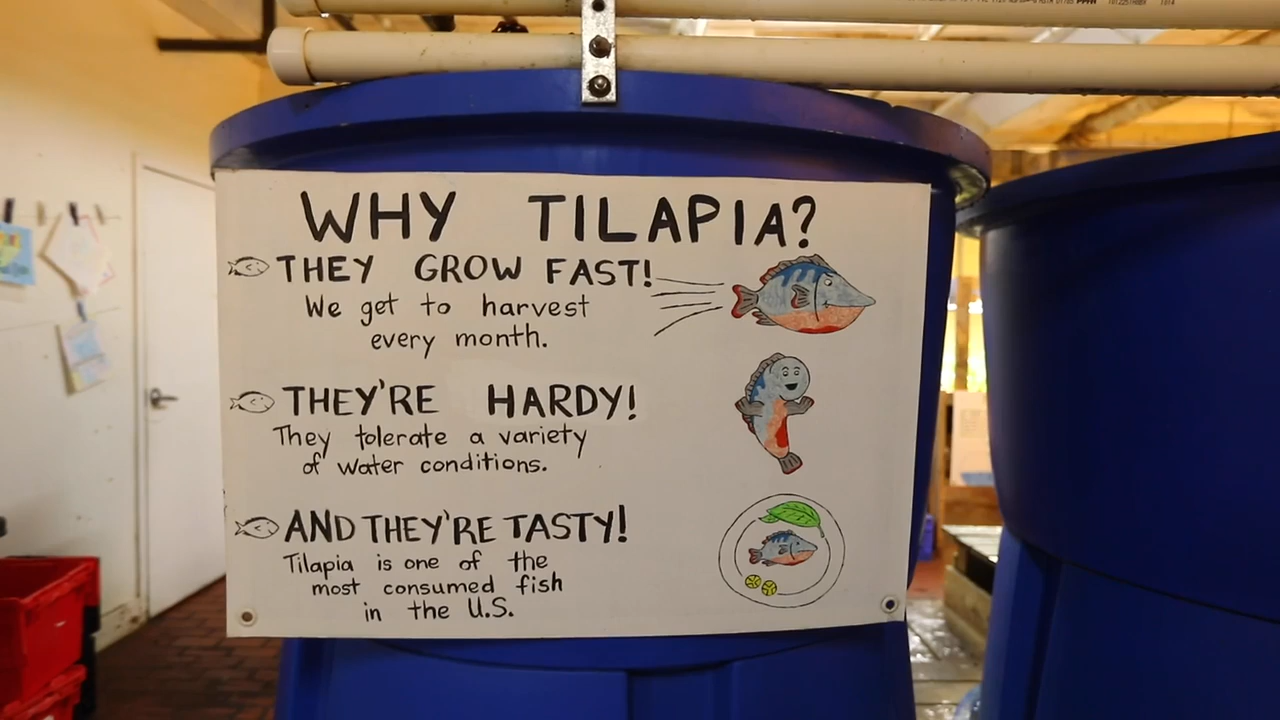 WHY TILAPIA?
THEY GROW FAST!
We get to harvest
every month.
THEY'RE HARDY!
They tolerate a variety
of water conditions.
AND THEY'RE TASTY!
Tilapia is one of the
most consumed fish
in the U.S.